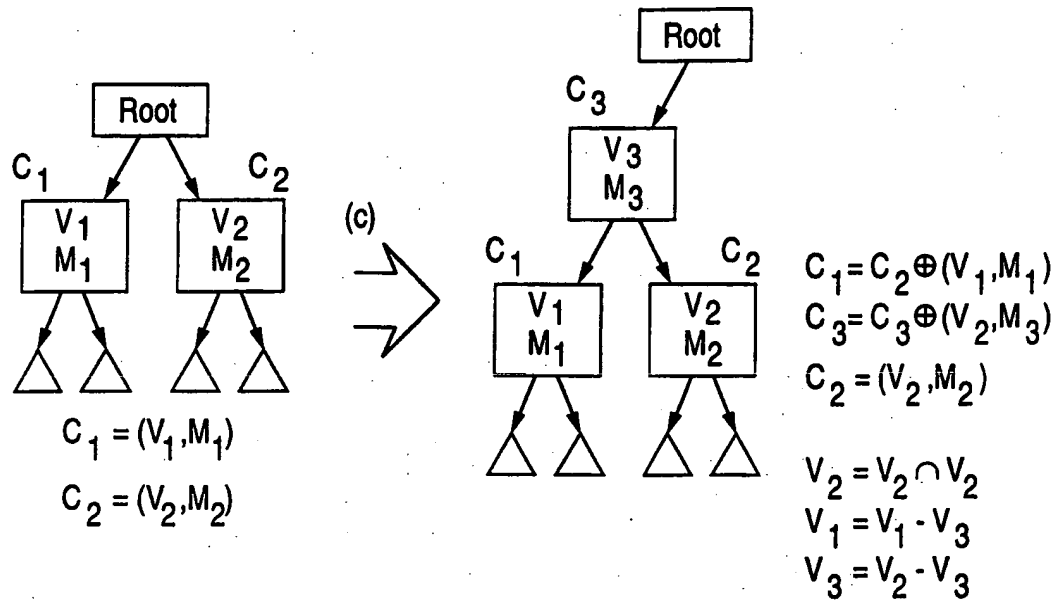 Root
C₁ C₂
V₁ V₂
M₁ M₂
C₁ = (V₁,M₁)
C₂ = (V₂,M₂)
(c)
Root
C₃
V₃
M₃
C₁ C₂
V₁ V₂
M₁ M₂
C₁ = C₂ ⊕ (V₁,M₁)
C₃ = C₃ ⊕ (V₂,M₃)
C₂ = (V₂,M₂)
V₂ = V₂ ∩ V₂
V₁ = V₁ - V₃
V₃ = V₂ - V₃